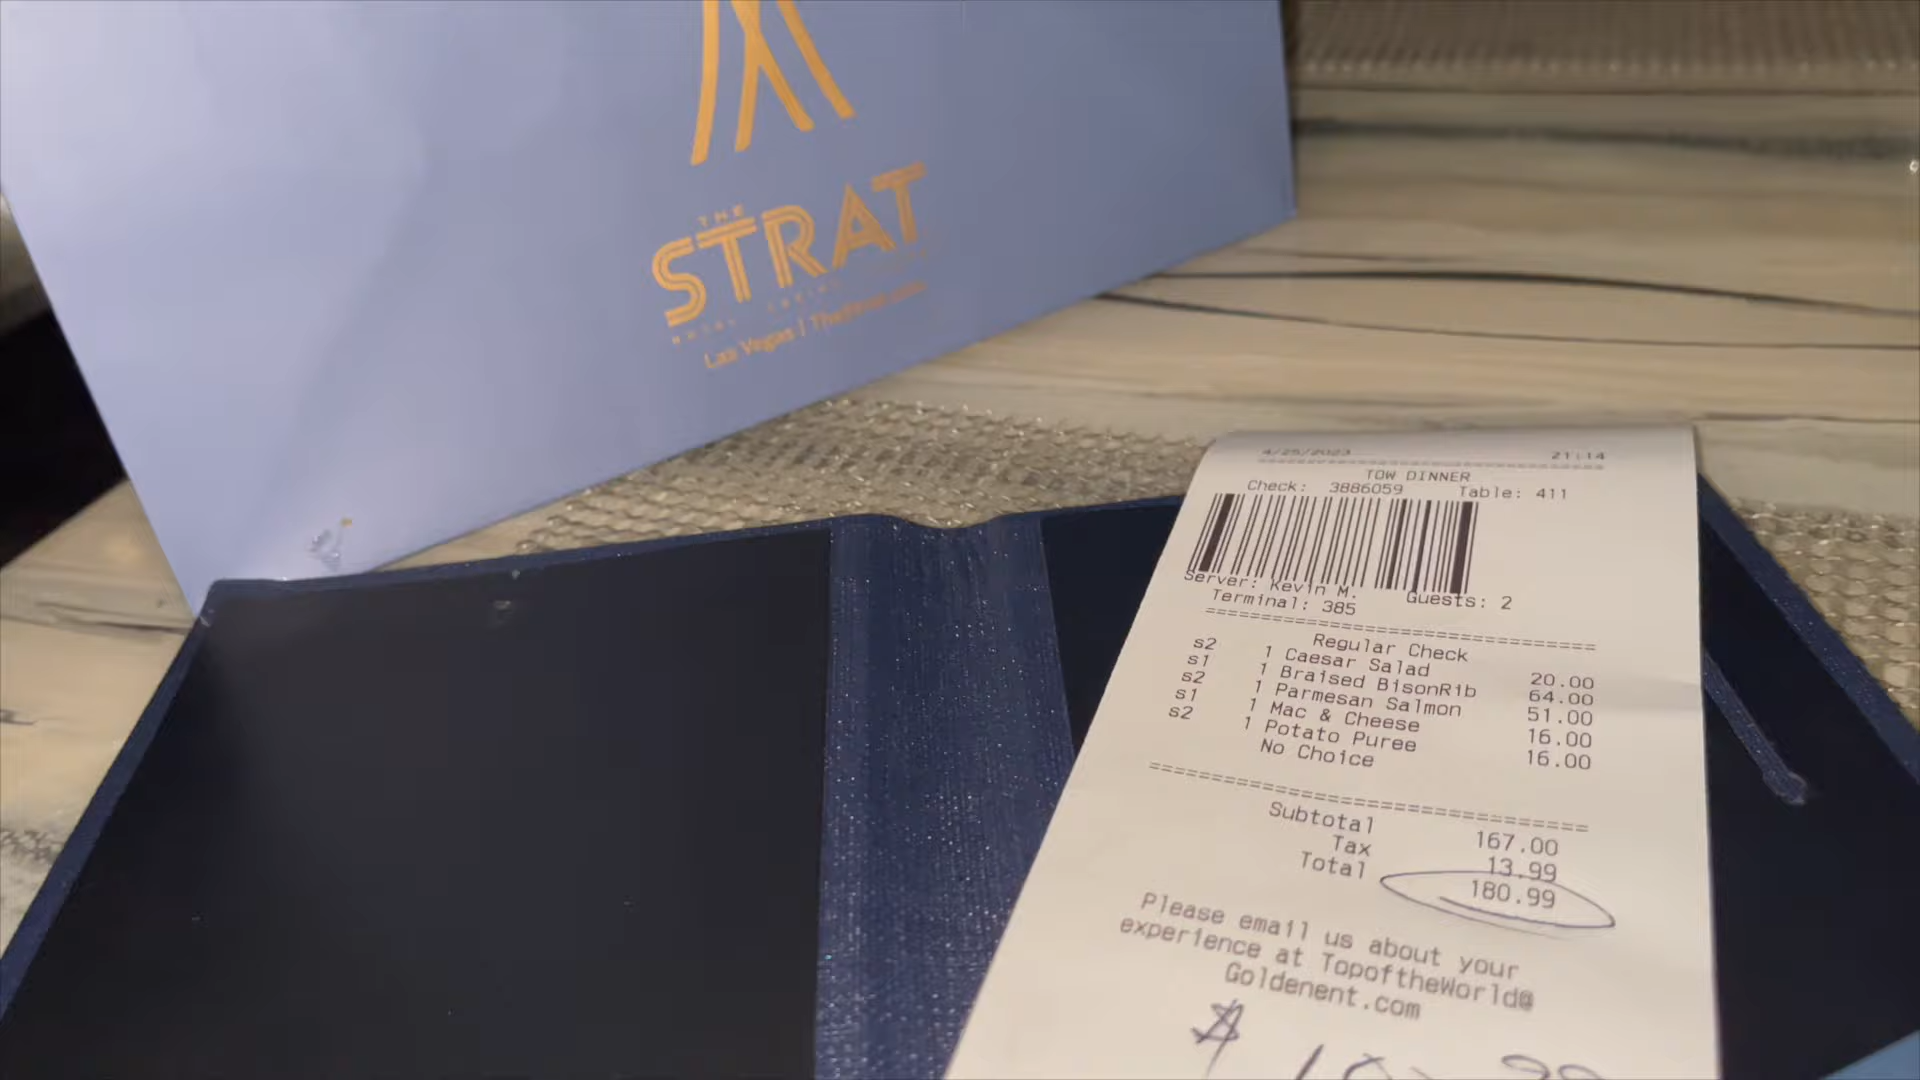 THE
STRAT
Las Vegas | TheStrat.com
4/25/2023 21:14
TOW DINNER
Check: 3886059 Table: 411
Server: Kevin M. Guests: 2
Terminal: 385
Regular Check
s2 1 Caesar Salad 20.00
s1 1 Braised BisonRib 64.00
s2 1 Parmesan Salmon 51.00
s1 1 Mac & Cheese 16.00
s2 1 Potato Puree 16.00
No Choice
Subtotal 167.00
Tax 13.99
Total 180.99
Please email us about your
experience at TopoftheWorld@
Goldenent.com
$